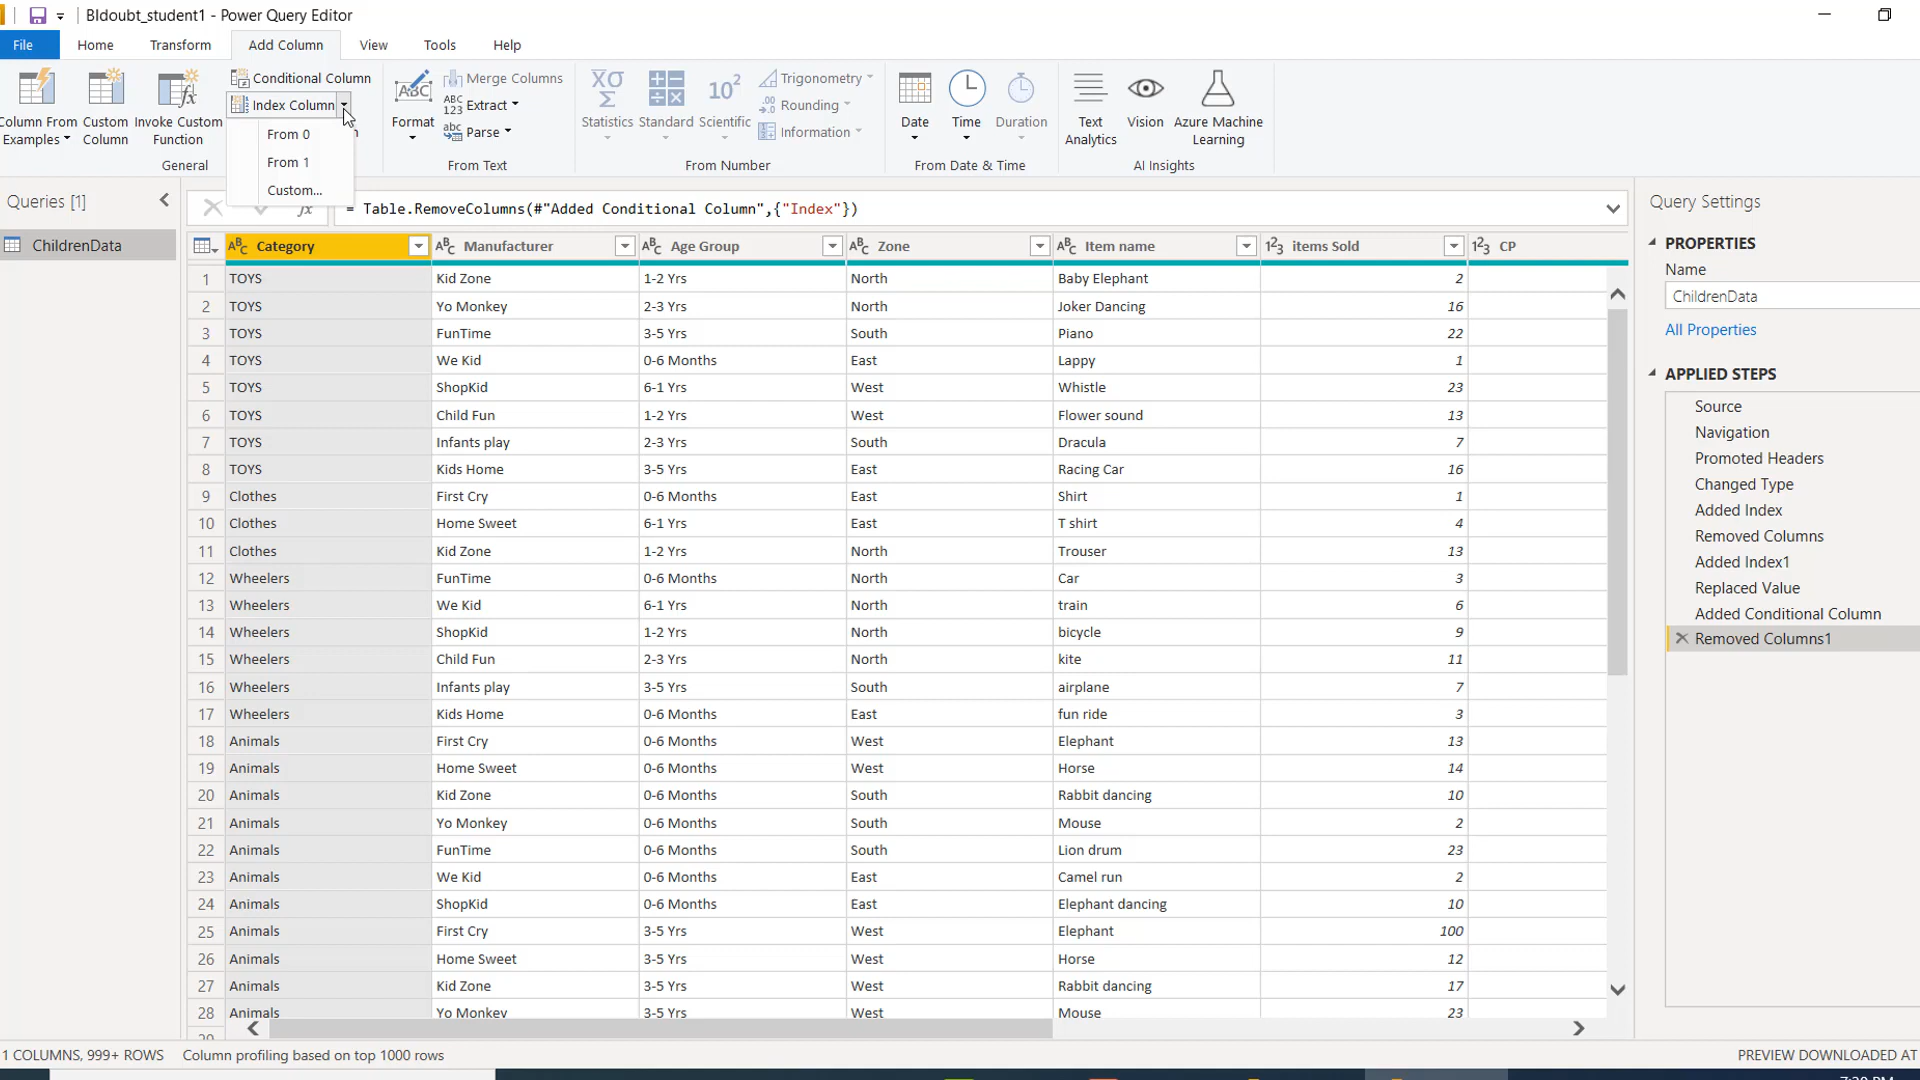 BIdoubt_student1 - Power Query Editor
File Home Transform Add Column View Tools Help
Column From Examples
Custom Column
Invoke Custom Function
General
Conditional Column
Index Column
From 0
From 1
Custom...
Format
Merge Columns
Extract
Parse
From Text
Statistics
Standard
Scientific
Trigonometry
Rounding
Information
From Number
Date
Time
Duration
From Date & Time
Text Analytics
Vision
Azure Machine Learning
AI Insights
Queries [1]
ChildrenData
fx = Table.RemoveColumns(#"Added Conditional Column",{"Index"})
Category Manufacturer Age Group Zone Item name items Sold CP
1 TOYS Kid Zone 1-2 Yrs North Baby Elephant 2
2 TOYS Yo Monkey 2-3 Yrs North Joker Dancing 16
3 TOYS FunTime 3-5 Yrs South Piano 22
4 TOYS We Kid 0-6 Months East Lappy 1
5 TOYS ShopKid 6-1 Yrs West Whistle 23
6 TOYS Child Fun 1-2 Yrs West Flower sound 13
7 TOYS Infants play 2-3 Yrs South Dracula 7
8 TOYS Kids Home 3-5 Yrs East Racing Car 16
9 Clothes First Cry 0-6 Months East Shirt 1
10 Clothes Home Sweet 6-1 Yrs East T shirt 4
11 Clothes Kid Zone 1-2 Yrs North Trouser 13
12 Wheelers FunTime 0-6 Months North Car 3
13 Wheelers We Kid 6-1 Yrs North train 6
14 Wheelers ShopKid 1-2 Yrs North bicycle 9
15 Wheelers Child Fun 2-3 Yrs North kite 11
16 Wheelers Infants play 3-5 Yrs South airplane 7
17 Wheelers Kids Home 0-6 Months East fun ride 3
18 Animals First Cry 0-6 Months West Elephant 13
19 Animals Home Sweet 0-6 Months West Horse 14
20 Animals Kid Zone 0-6 Months South Rabbit dancing 10
21 Animals Yo Monkey 0-6 Months South Mouse 2
22 Animals FunTime 0-6 Months South Lion drum 23
23 Animals We Kid 0-6 Months East Camel run 2
24 Animals ShopKid 0-6 Months East Elephant dancing 10
25 Animals First Cry 3-5 Yrs West Elephant 100
26 Animals Home Sweet 3-5 Yrs West Horse 12
27 Animals Kid Zone 3-5 Yrs West Rabbit dancing 17
28 Animals Yo Monkey 3-5 Yrs West Mouse 23
Query Settings
PROPERTIES
Name
ChildrenData
All Properties
APPLIED STEPS
Source
Navigation
Promoted Headers
Changed Type
Added Index
Removed Columns
Added Index1
Replaced Value
Added Conditional Column
Removed Columns1
1 COLUMNS, 999+ ROWS Column profiling based on top 1000 rows PREVIEW DOWNLOADED AT